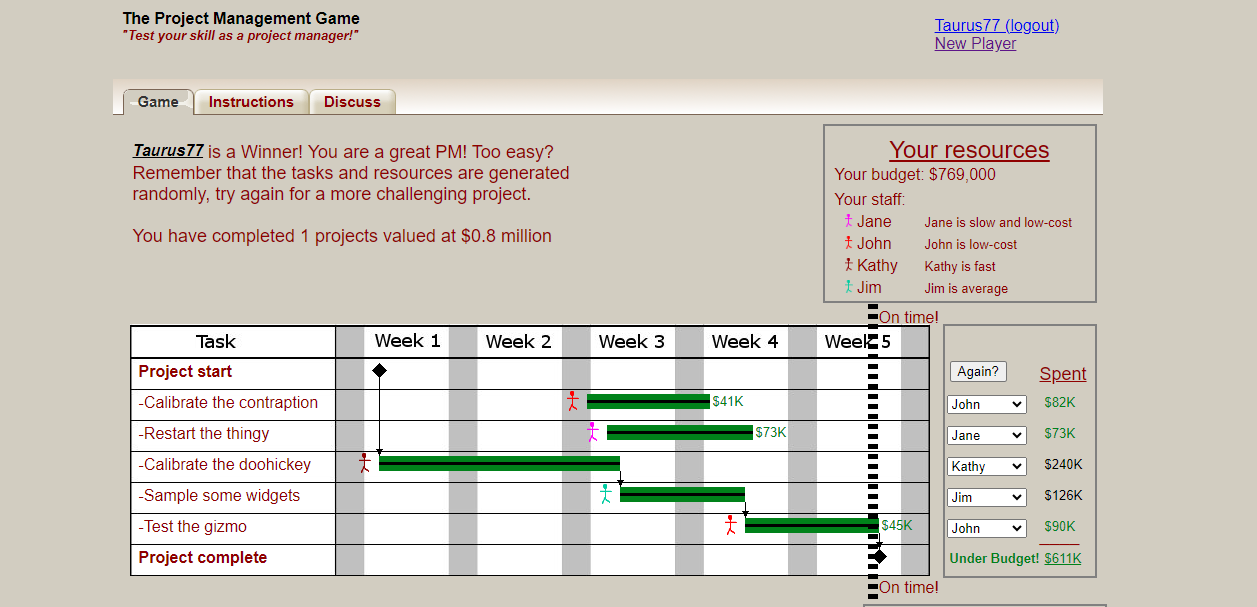 The Project Management Game
"Test your skill as a project manager!"
Taurus77 (logout)
New Player
Game
Instructions
Discuss
Taurus77 is a Winner! You are a great PM! Too easy?
Remember that the tasks and resources are generated
randomly, try again for a more challenging project.
You have completed 1 projects valued at $0.8 million
Your resources
Your budget: $769,000
Your staff:
Jane Jane is slow and low-cost
John John is low-cost
Kathy Kathy is fast
Jim Jim is average
On time!
Task Week 1 Week 2 Week 3 Week 4 Week 5
Again? Spent
Project start
-Calibrate the contraption $41K John $82K
-Restart the thingy $73K Jane $73K
-Calibrate the doohickey Kathy $240K
-Sample some widgets Jim $126K
-Test the gizmo $45K John $90K
Project complete Under Budget! $611K
On time!